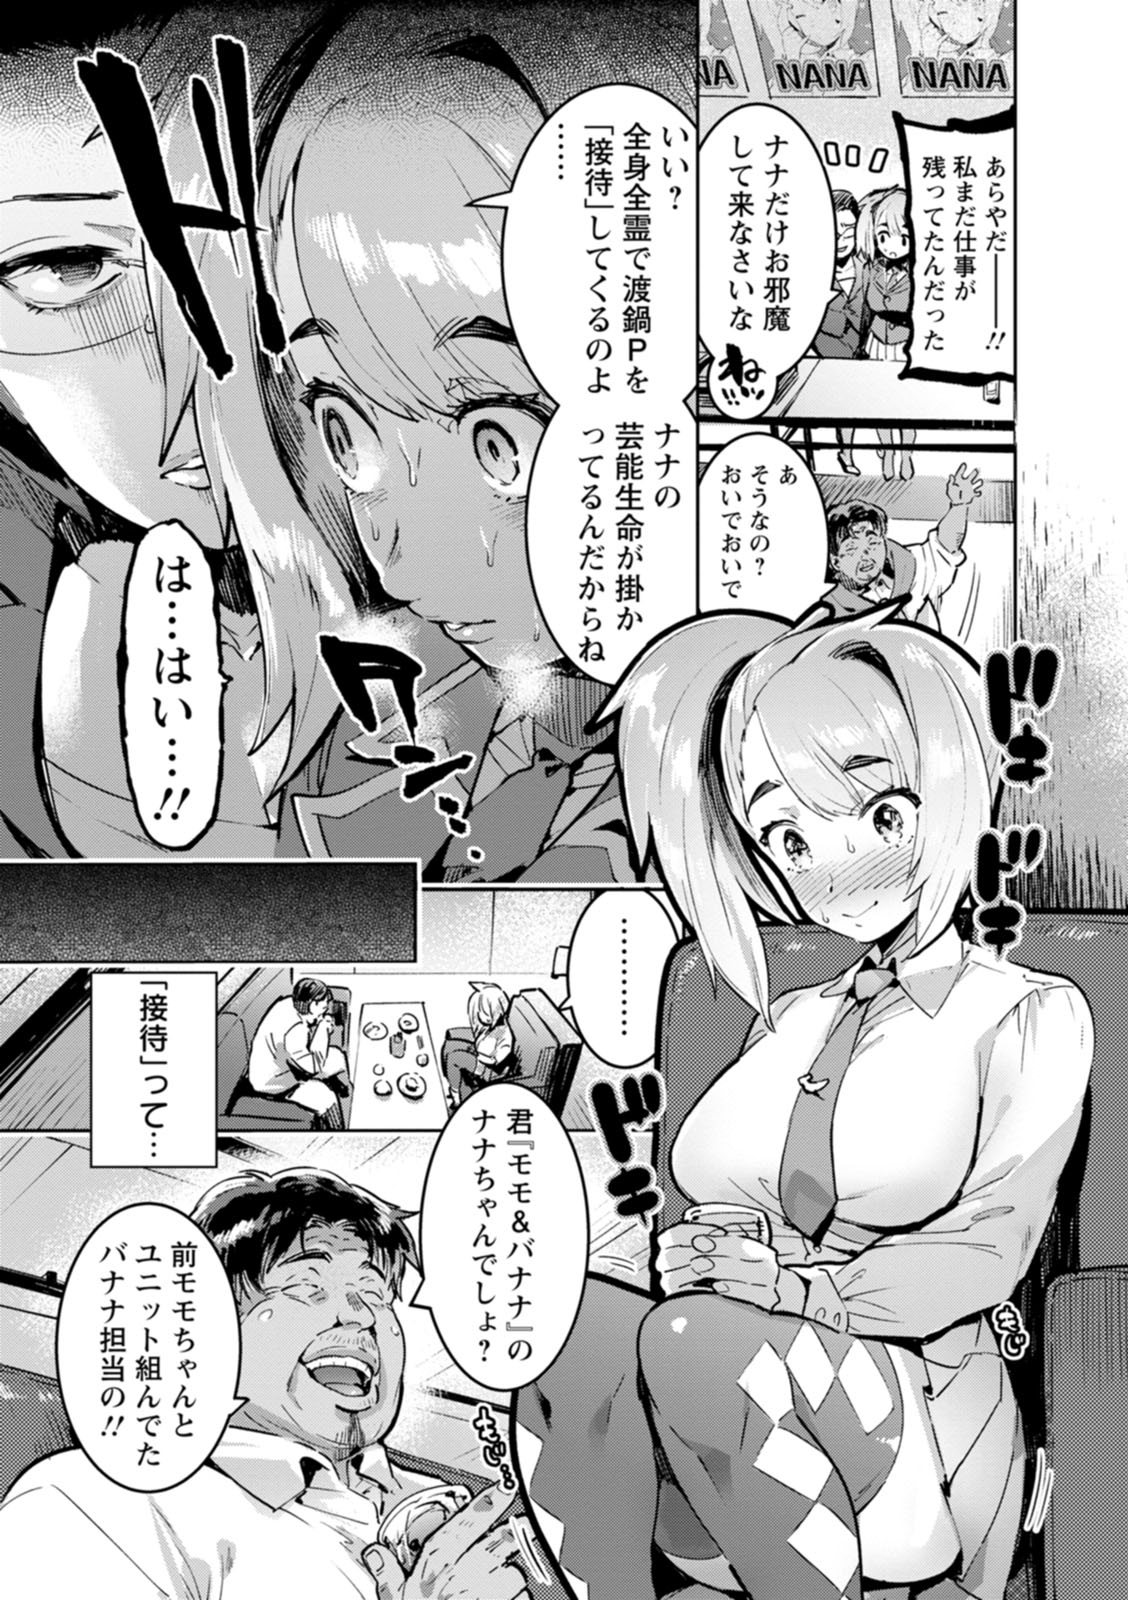 NANA
NANA
NANA
あらやだ――!!
私まだ仕事が
残ってたんだった
ナナだけお邪魔
して来なさいな
ね!!
あ
そうなの?
おいでおいで
いい?
全身全霊で渡鍋Pを
「接待」してくるのよ
……
ナナの
芸能生命が掛か
ってるんだからね
ドキ
は…はい…!!
ワク…
ン
ドキ
ドキ
………
………
ドキ
もじ
「接待」って…
君『モモ&バナナ』の
ナナちゃんでしょ?
前モモちゃんと
ユニット組んでた
バナナ担当の!!
もじ…